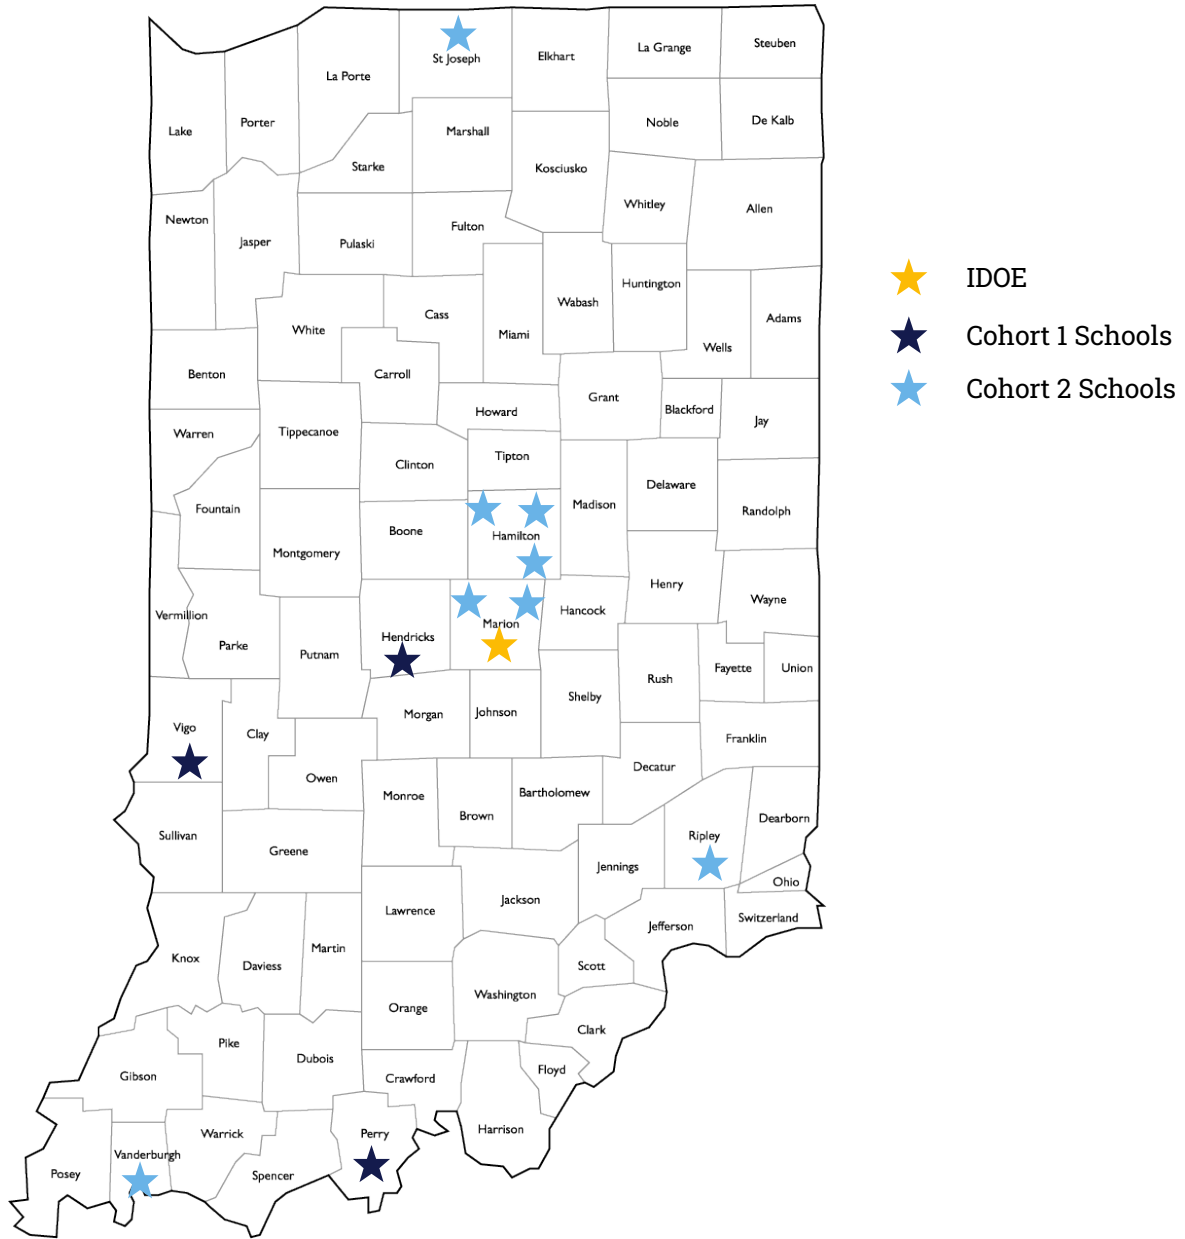 St Joseph
Elkhart
La Grange
Steuben
La Porte
Lake
Porter
Marshall
Noble
De Kalb
Starke
Kosciusko
Whitley
Allen
Newton
Jasper
Pulaski
Fulton
IDOE
Huntington
Wabash
White
Cass
Miami
Adams
Wells
Cohort 1 Schools
Benton
Carroll
Cohort 2 Schools
Grant
Howard
Blackford
Jay
Warren
Tippecanoe
Clinton
Tipton
Delaware
Madison
Randolph
Fountain
Boone
Hamilton
Montgomery
Henry
Wayne
Vermillion
Hancock
Marion
Hendricks
Parke
Putnam
Fayette
Union
Rush
Shelby
Morgan
Johnson
Vigo
Clay
Franklin
Owen
Decatur
Monroe
Bartholomew
Brown
Dearborn
Sullivan
Ripley
Greene
Jennings
Ohio
Jackson
Lawrence
Switzerland
Jefferson
Martin
Knox
Daviess
Scott
Washington
Orange
Clark
Pike
Dubois
Floyd
Gibson
Crawford
Harrison
Warrick
Perry
Vanderburgh
Posey
Spencer